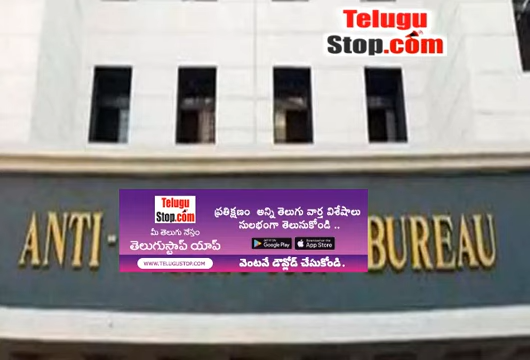 Telugu
Stop.com
ANTI-
BUREAU
Telugu
Stop.com
మీ తెలుగు నేస్తం
తెలుగుస్టాప్ యాప్
WWW.TELUGUSTOP.COM
ప్రతిక్షణం అన్ని తెలుగు వార్త విశేషాలు
సులభంగా తెలుసుకోండి ..
Google Play
App Store
వెంటనే డౌన్లోడ్ చేసుకోండి.